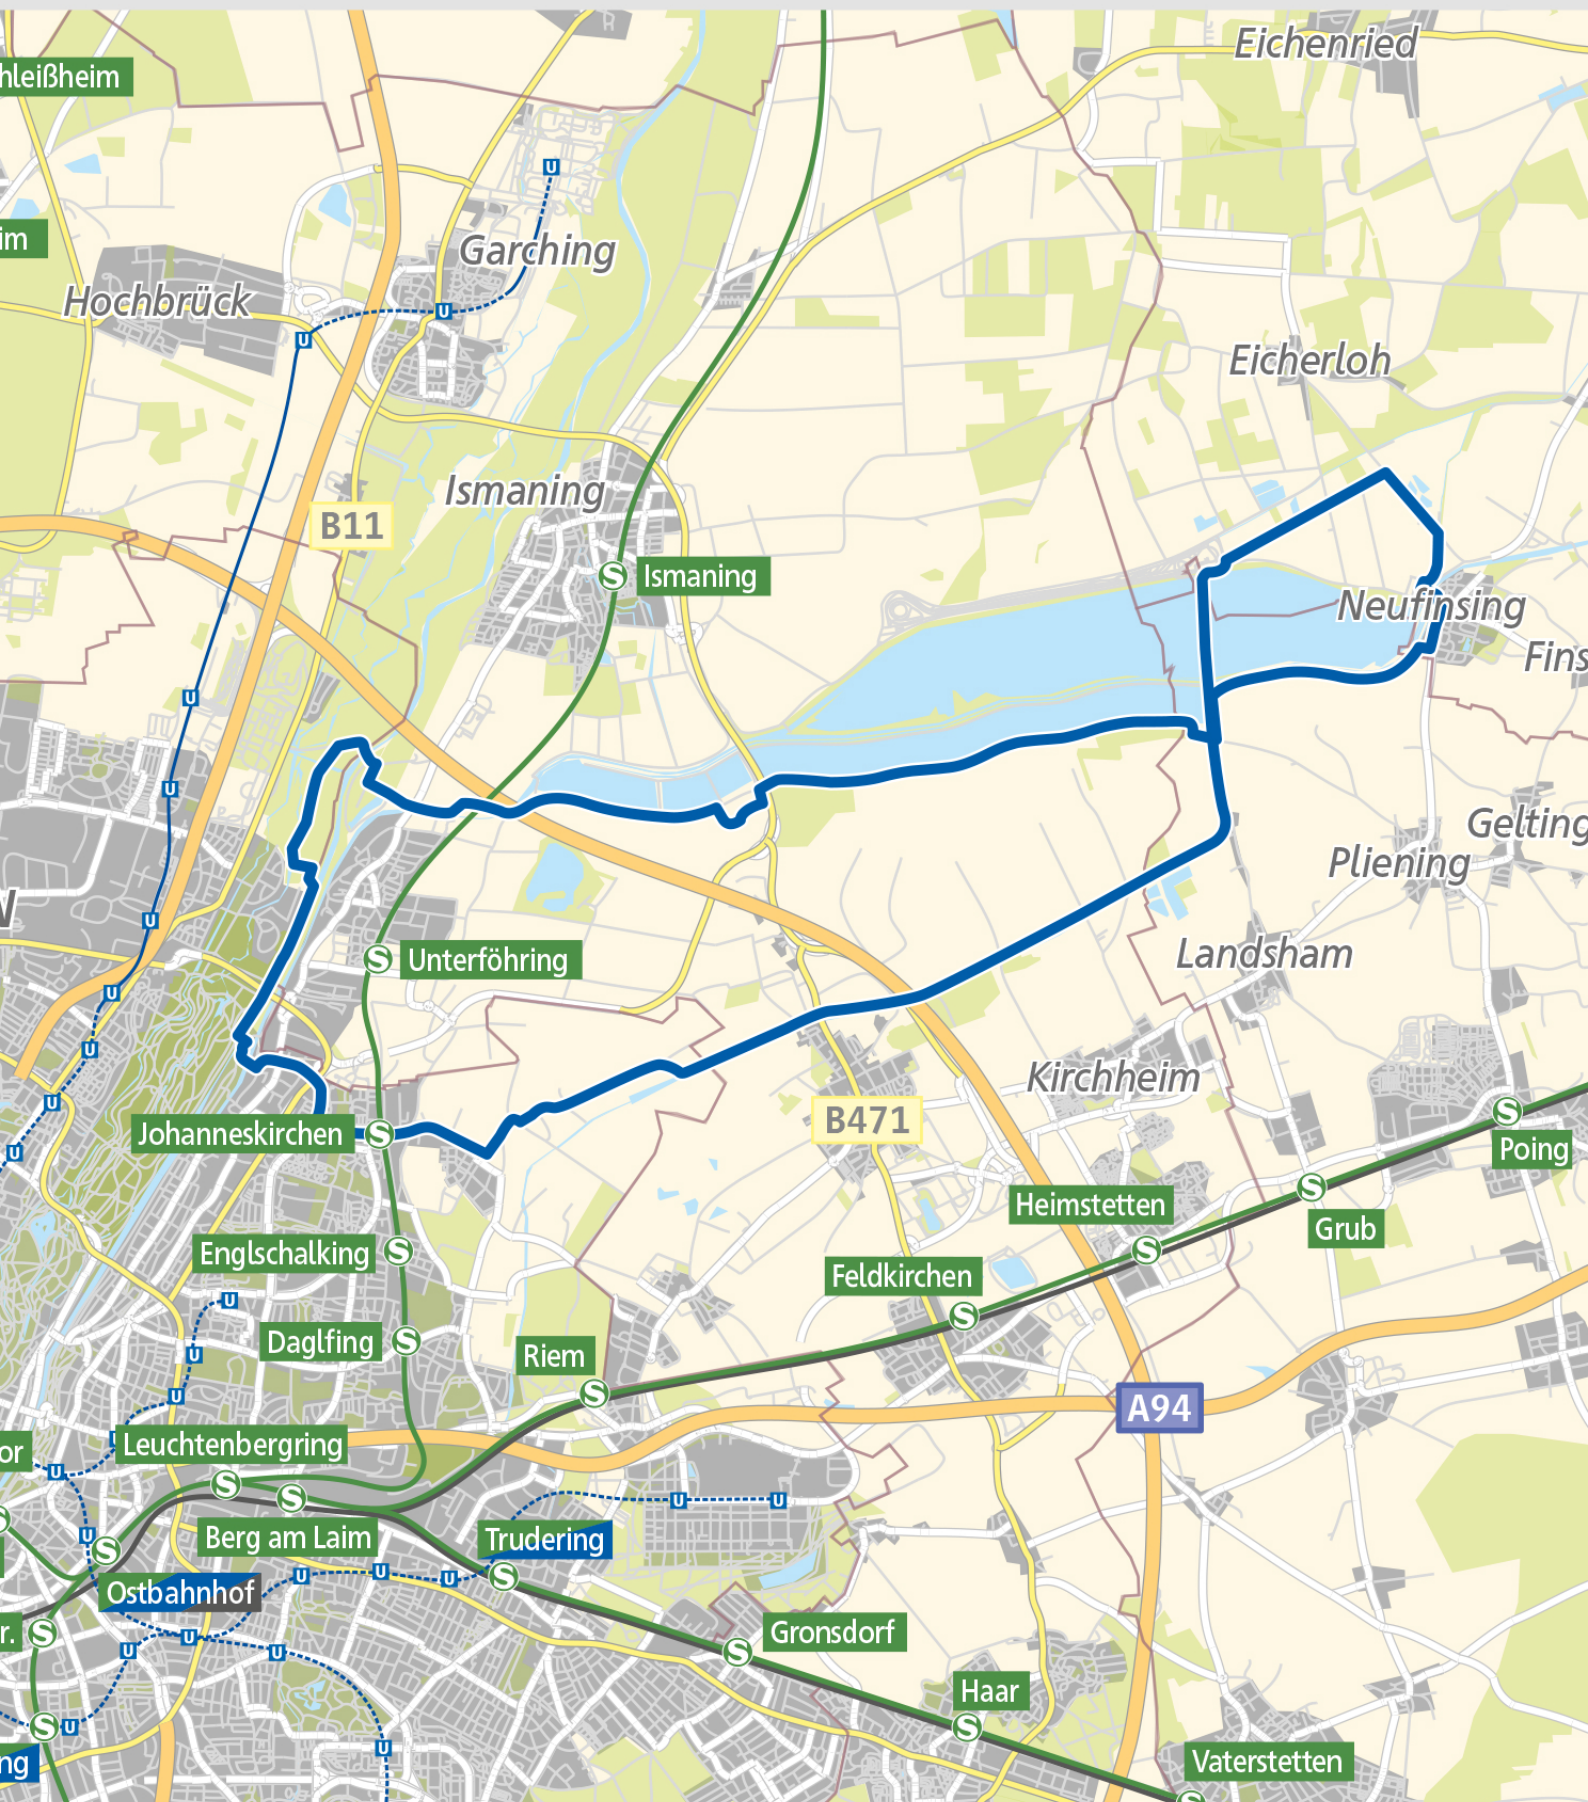 Eichenried
hleißheim
Garching
im
Hochbrück
Eicherloh
Ismaning
B11
Ismaning
Neufinsing
Fins
Gelting
Pliening
W
Landsham
Unterföhring
Kirchheim
B471
Johanneskirchen
Poing
Heimstetten
Grub
Englschalking
Feldkirchen
Daglfing
Riem
A94
Leuchtenbergring
or
Berg am Laim
Trudering
Ostbahnhof
r.
Gronsdorf
Haar
ng
Vaterstetten